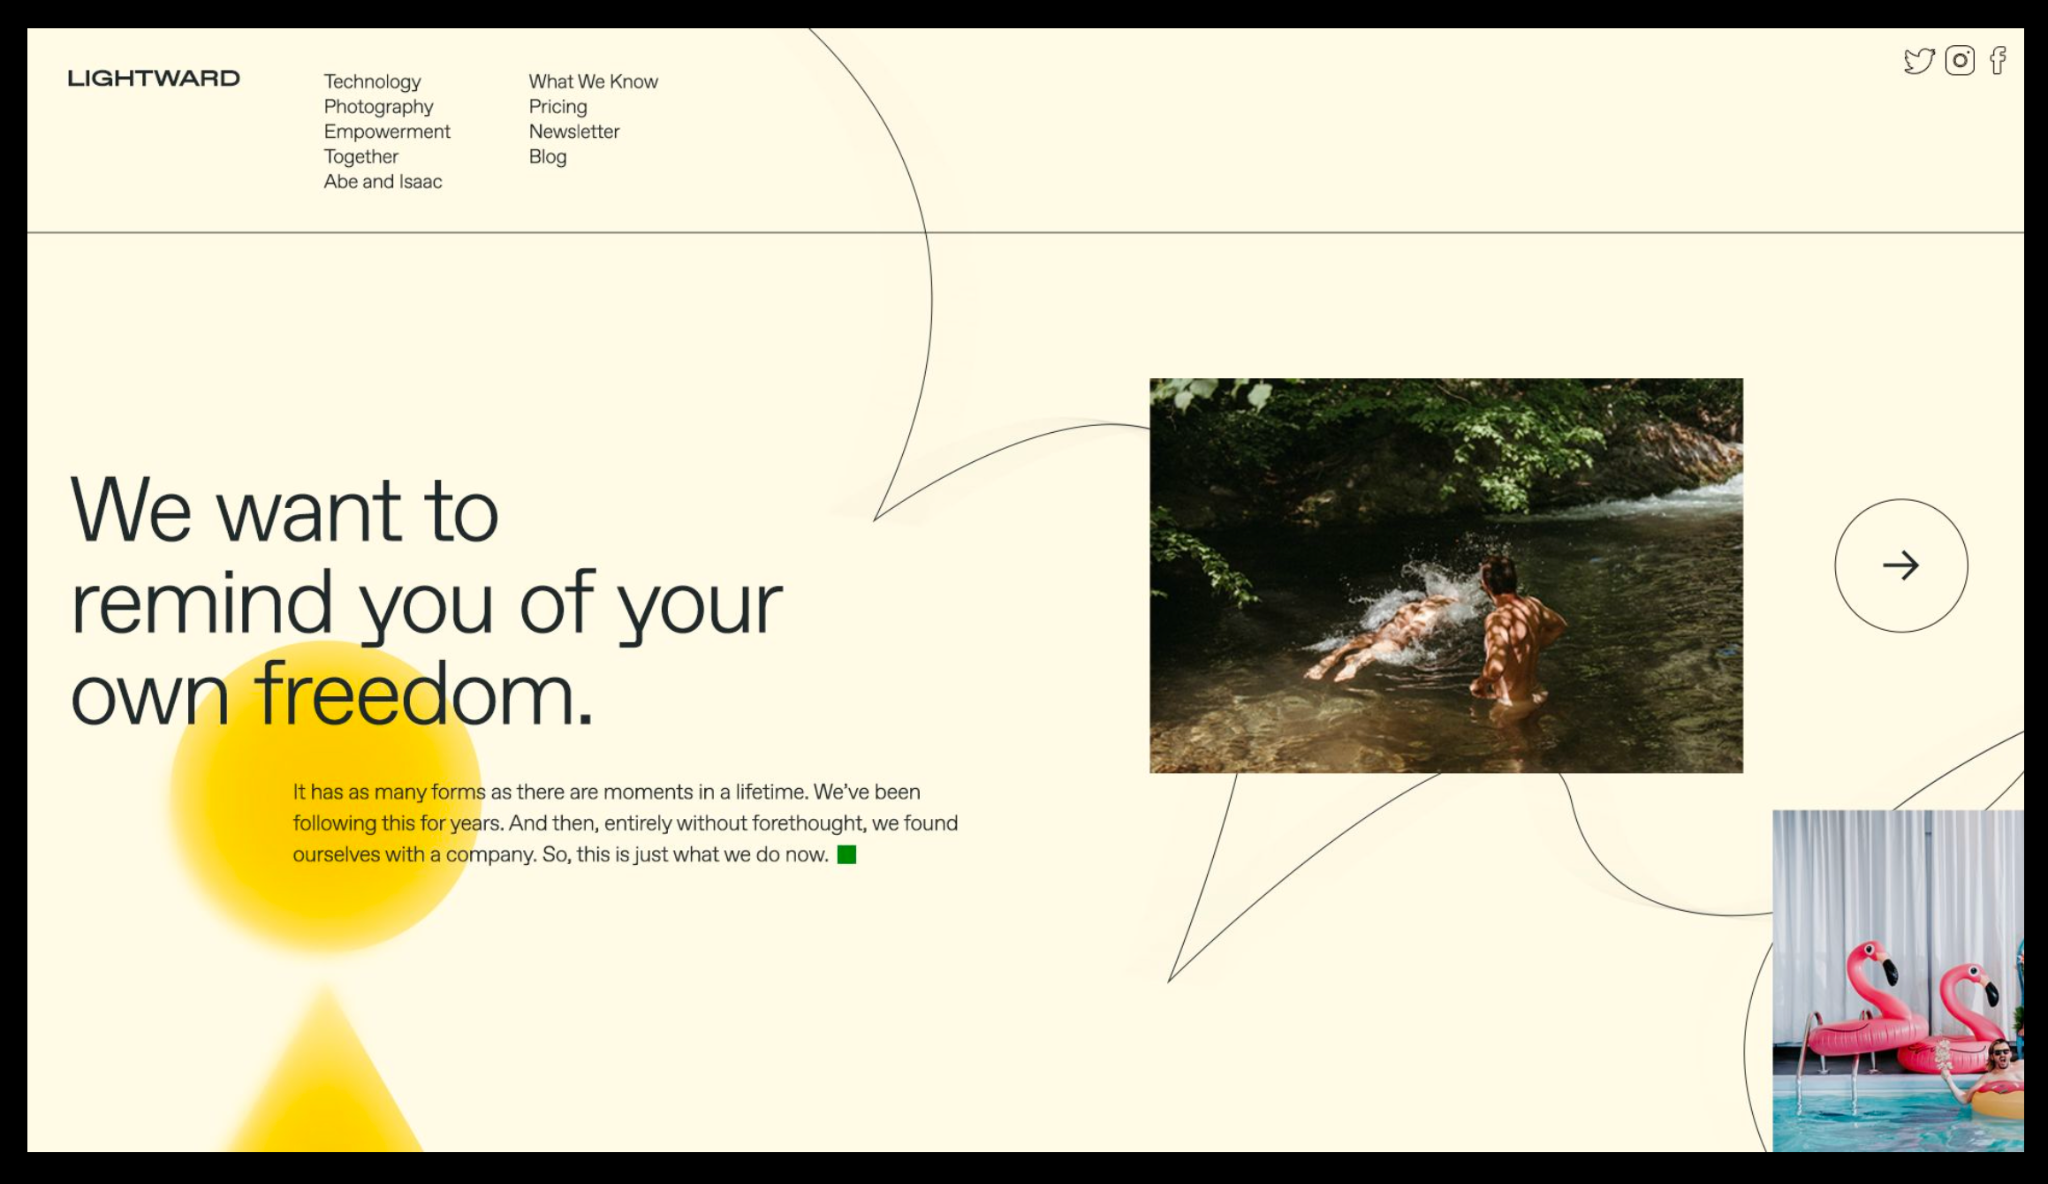 LIGHTWARD
Technology
Photography
Empowerment
Together
Abe and Isaac
What We Know
Pricing
Newsletter
Blog
We want to
remind you of your
own freedom.
It has as many forms as there are moments in a lifetime. We’ve been
following this for years. And then, entirely without forethought, we found
ourselves with a company. So, this is just what we do now.